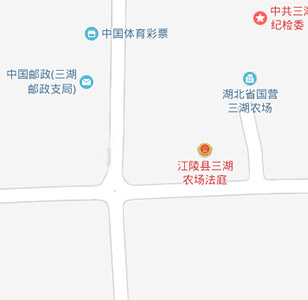 中共三湖
纪检委
中国体育彩票
中国邮政(三湖
邮政支局)
湖北省国营
三湖农场
江陵县三湖
农场法庭